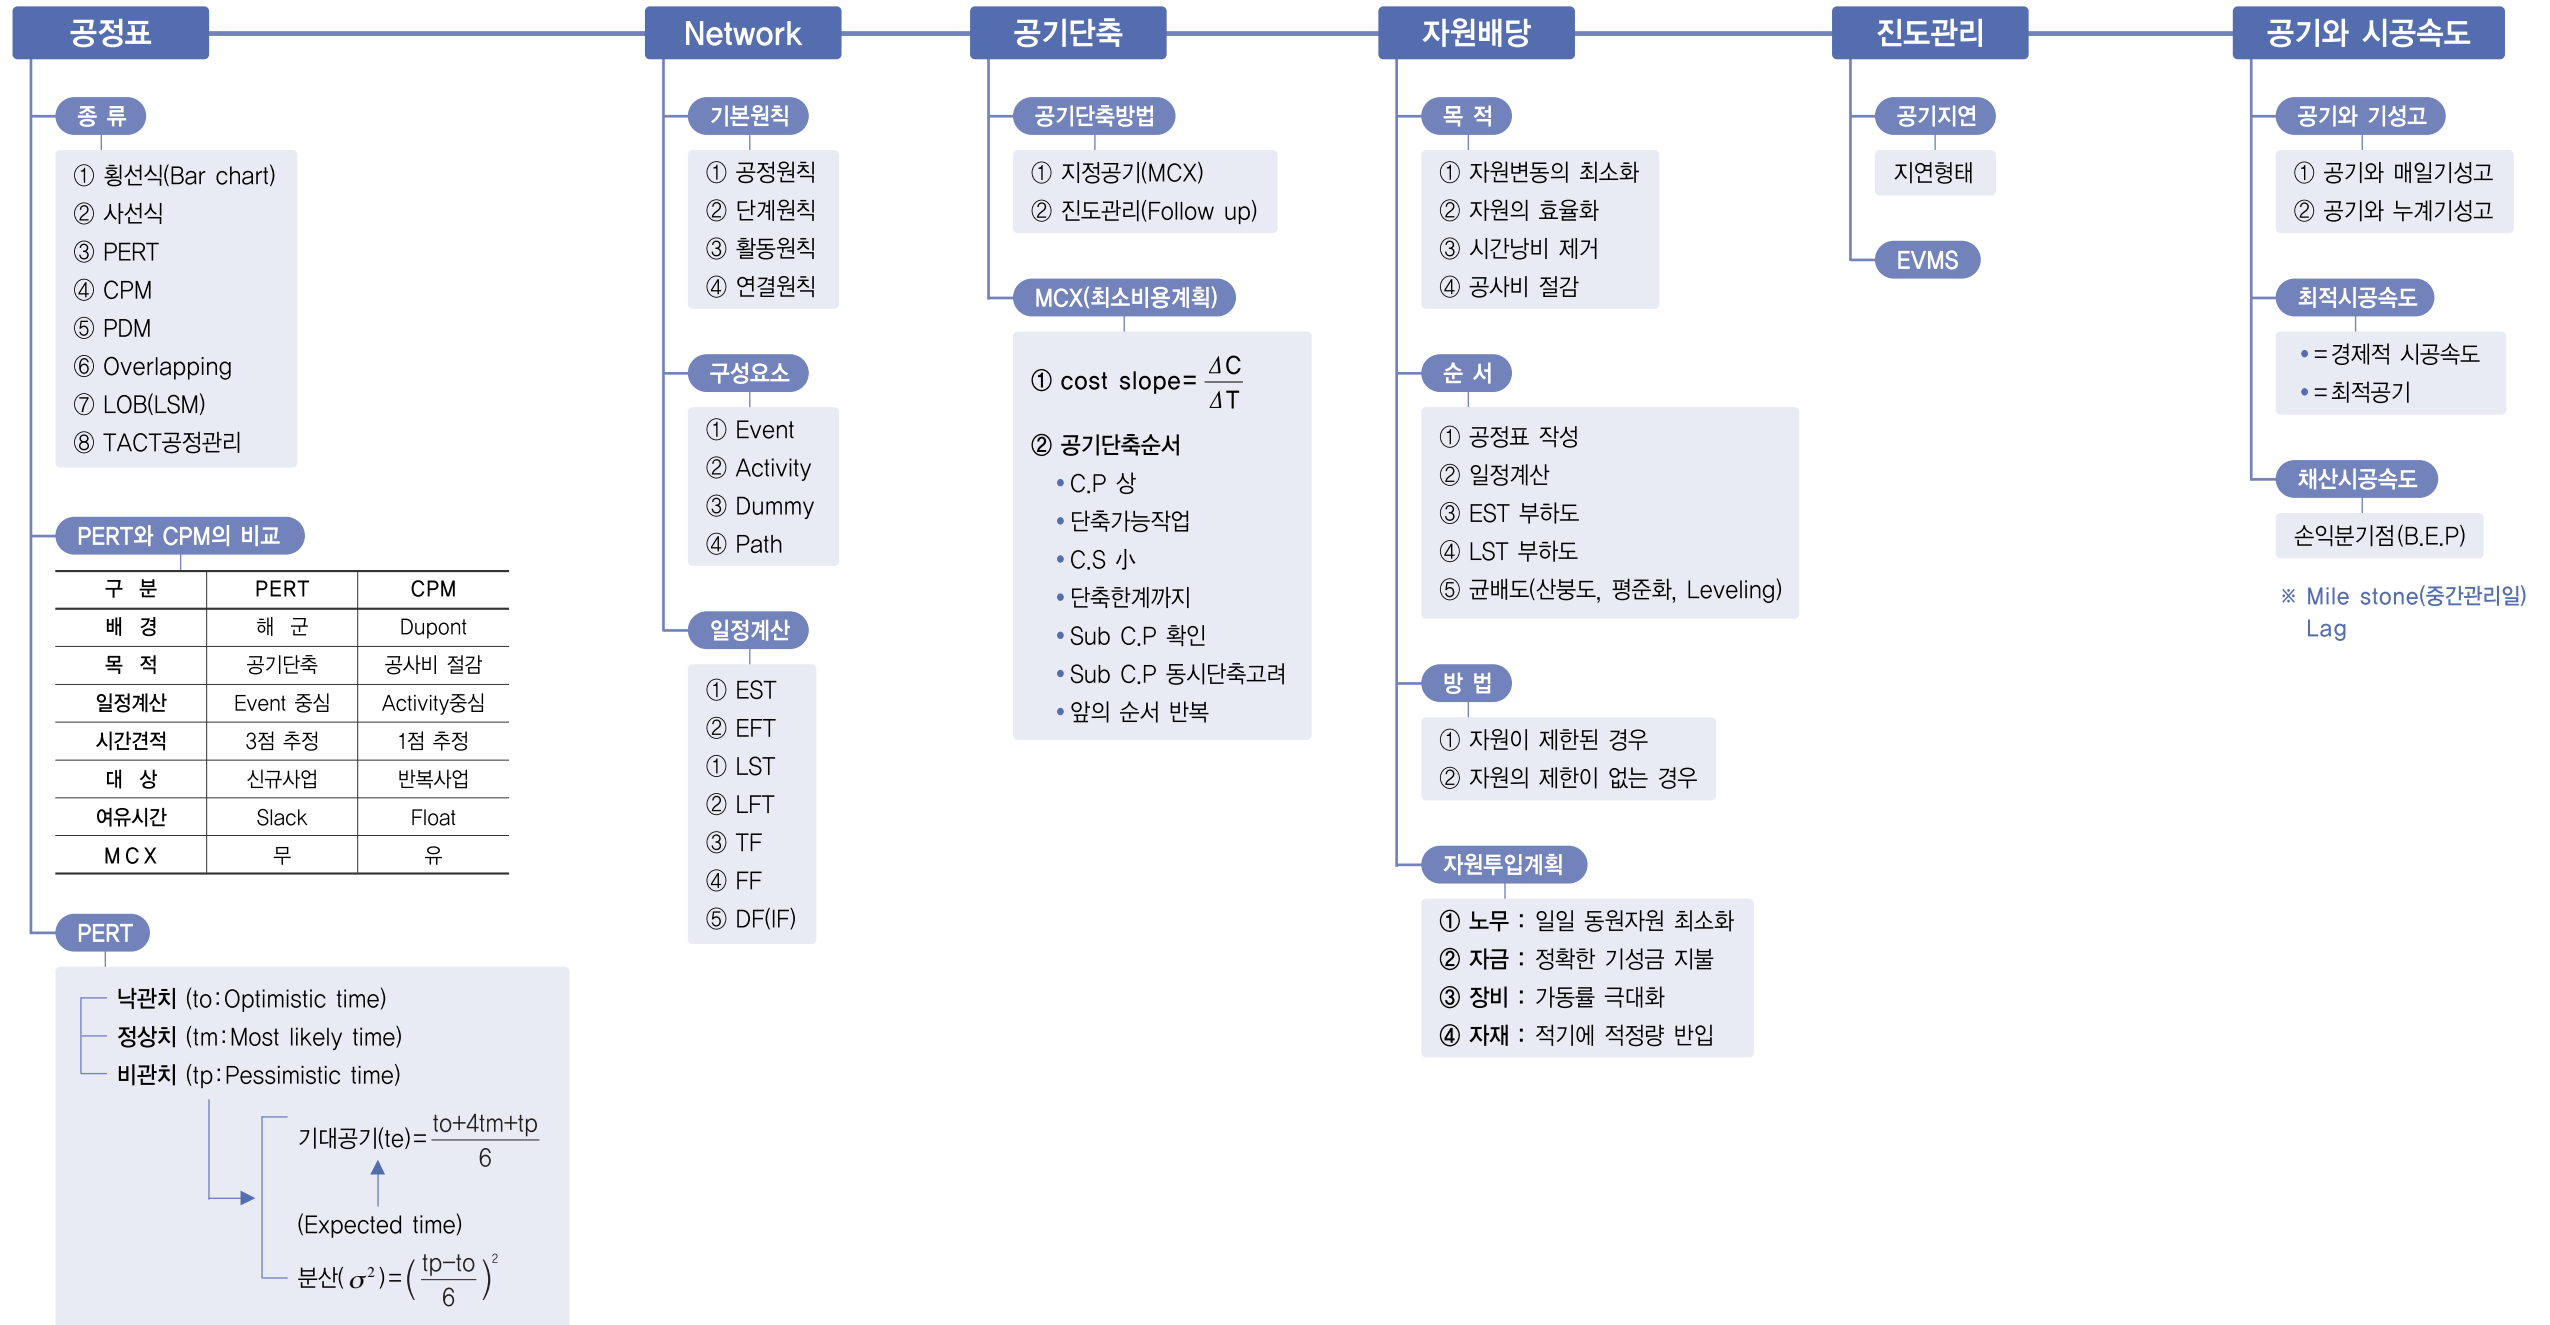 공정표
종 류
① 횡선식(Bar chart)
② 사선식
③ PERT
④ CPM
⑤ PDM
⑥ Overlapping
⑦ LOB(LSM)
⑧ TACT공정관리
PERT와 CPM의 비교
구 분 PERT CPM
배 경 해 군 Dupont
목 적 공기단축 공사비 절감
일정계산 Event 중심 Activity중심
시간견적 3점 추정 1점 추정
대 상 신규사업 반복사업
여유시간 Slack Float
MCX 무 유
PERT
낙관치 (to:Optimistic time)
정상치 (tm:Most likely time)
비관치 (tp:Pessimistic time)
기대공기(te)=(to+4tm+tp)/6
(Expected time)
분산(σ²)=((tp-to)/6)²
Network
기본원칙
① 공정원칙
② 단계원칙
③ 활동원칙
④ 연결원칙
구성요소
① Event
② Activity
③ Dummy
④ Path
일정계산
① EST
② EFT
① LST
② LFT
③ TF
④ FF
⑤ DF(IF)
공기단축
공기단축방법
① 지정공기(MCX)
② 진도관리(Follow up)
MCX(최소비용계획)
① cost slope=ΔC/ΔT
② 공기단축순서
• C.P 상
• 단축가능작업
• C.S 小
• 단축한계까지
• Sub C.P 확인
• Sub C.P 동시단축고려
• 앞의 순서 반복
자원배당
목 적
① 자원변동의 최소화
② 자원의 효율화
③ 시간낭비 제거
④ 공사비 절감
순 서
① 공정표 작성
② 일정계산
③ EST 부하도
④ LST 부하도
⑤ 균배도(산붕도, 평준화, Leveling)
방 법
① 자원이 제한된 경우
② 자원의 제한이 없는 경우
자원투입계획
① 노무 : 일일 동원자원 최소화
② 자금 : 정확한 기성금 지불
③ 장비 : 가동률 극대화
④ 자재 : 적기에 적정량 반입
진도관리
공기지연
지연형태
EVMS
공기와 시공속도
공기와 기성고
① 공기와 매일기성고
② 공기와 누계기성고
최적시공속도
• =경제적 시공속도
• =최적공기
채산시공속도
손익분기점(B.E.P)
※ Mile stone(중간관리일)
Lag